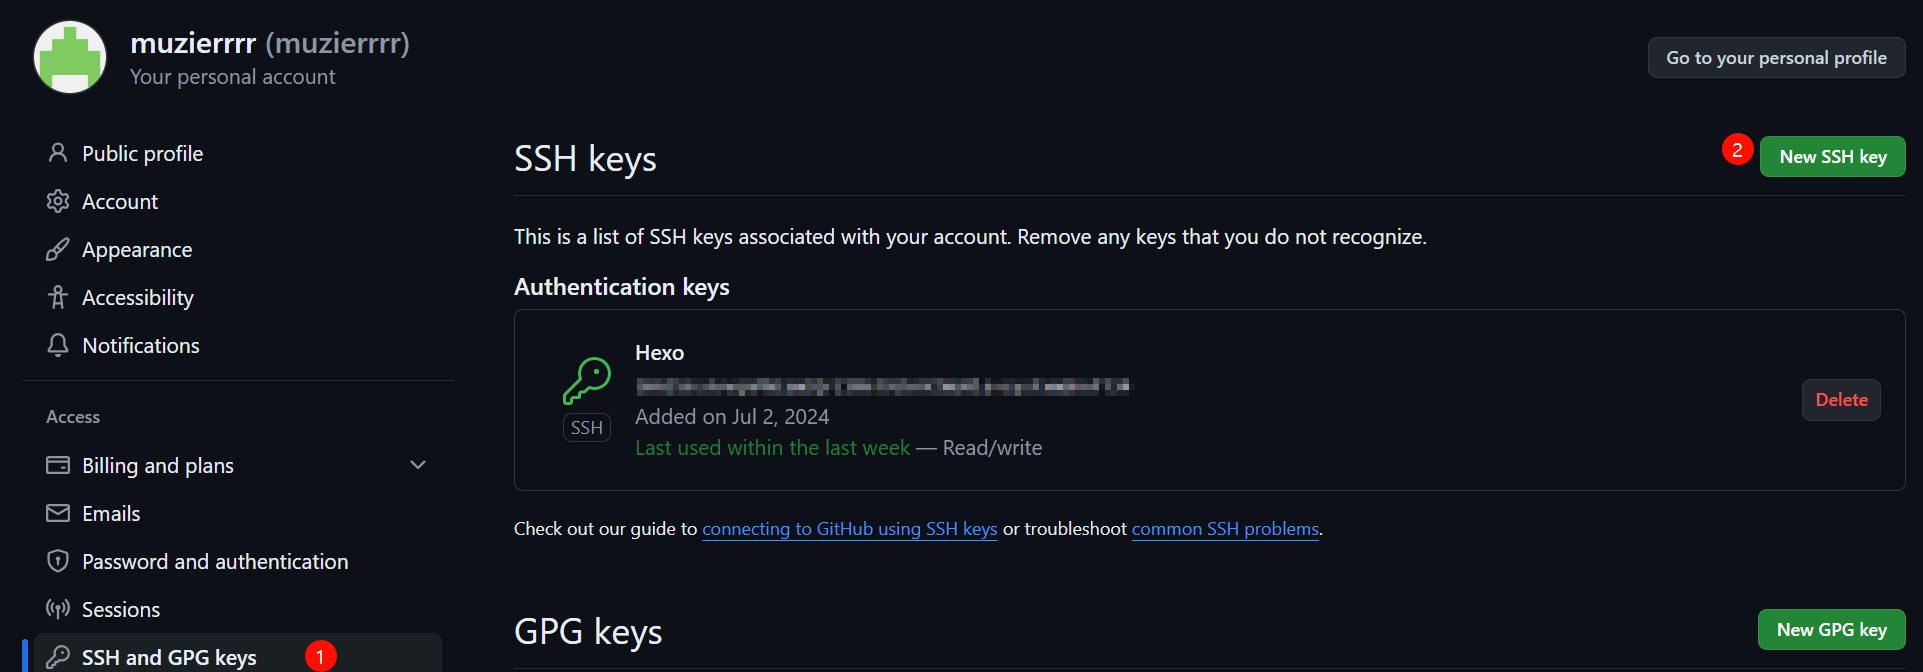 muzierrrr (muzierrrr)
Your personal account
Go to your personal profile
Public profile
Account
Appearance
Accessibility
Notifications
Access
Billing and plans
Emails
Password and authentication
Sessions
SSH and GPG keys 1
SSH keys
2 New SSH key
This is a list of SSH keys associated with your account. Remove any keys that you do not recognize.
Authentication keys
SSH
Hexo
Added on Jul 2, 2024
Last used within the last week — Read/write
Delete
Check out our guide to connecting to GitHub using SSH keys or troubleshoot common SSH problems.
GPG keys
New GPG key